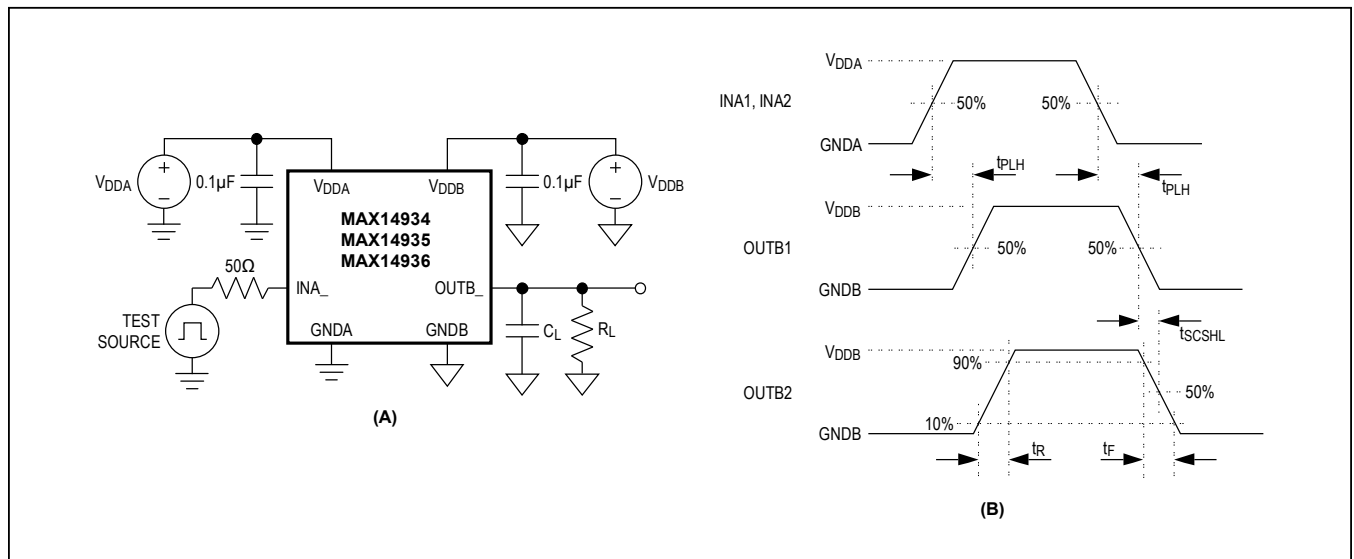 VDDA
0.1µF
VDDA
VDDB
0.1µF
VDDB
MAX14934
MAX14935
MAX14936
50Ω
INA_
OUTB_
TEST
SOURCE
GNDA
GNDB
CL
RL
(A)
VDDA
INA1, INA2
50%
50%
GNDA
tPLH
tPLH
VDDB
OUTB1
50%
50%
GNDB
tSCSHL
VDDB
90%
OUTB2
50%
10%
GNDB
tR
tF
(B)